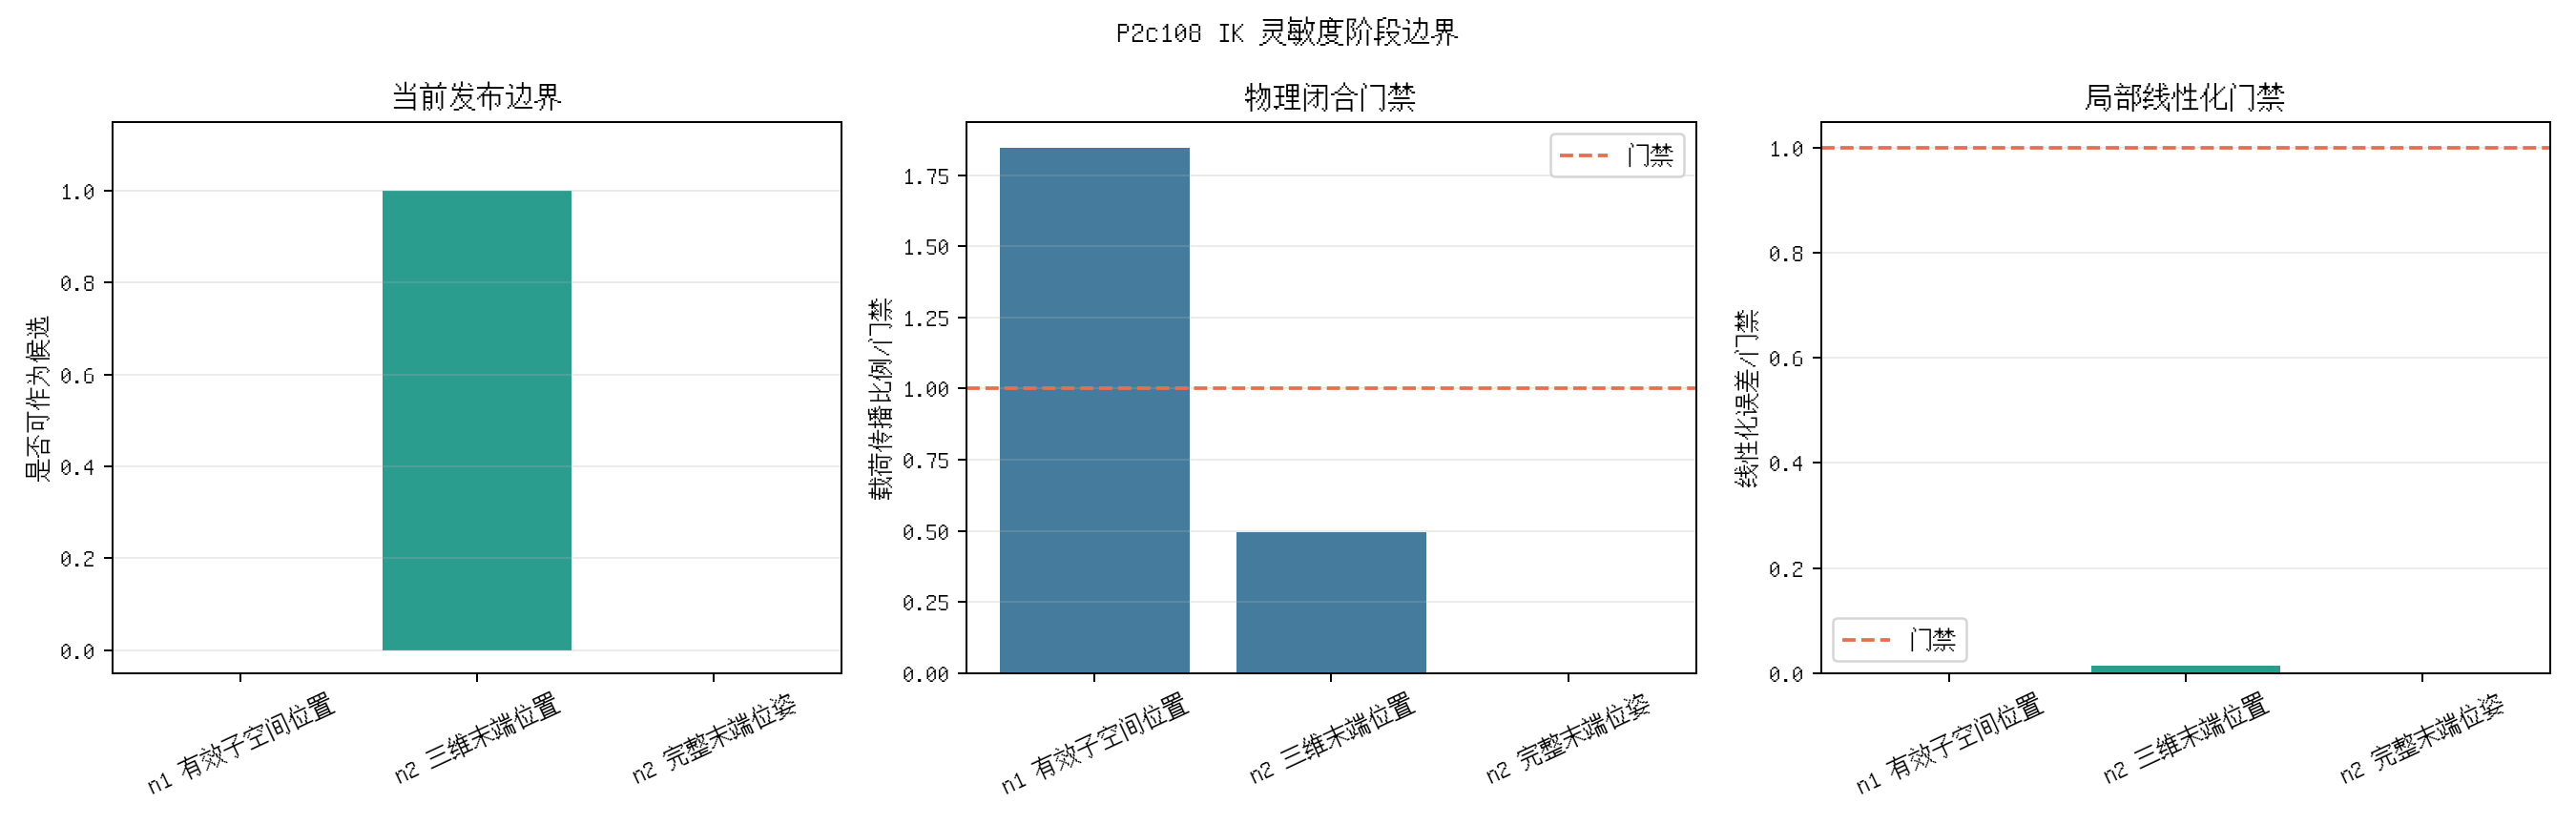 P2c108 IK 灵敏度阶段边界
当前发布边界
是否可作为候选
1.0
0.8
0.6
0.4
0.2
0.0
n1 有效子空间位置
n2 三维末端位置
n2 完整末端位姿
物理闭合门禁
载荷传播比例/门禁
门禁
1.75
1.50
1.25
1.00
0.75
0.50
0.25
0.00
n1 有效子空间位置
n2 三维末端位置
n2 完整末端位姿
局部线性化门禁
线性化误差/门禁
1.0
0.8
0.6
0.4
0.2
0.0
门禁
n1 有效子空间位置
n2 三维末端位置
n2 完整末端位姿